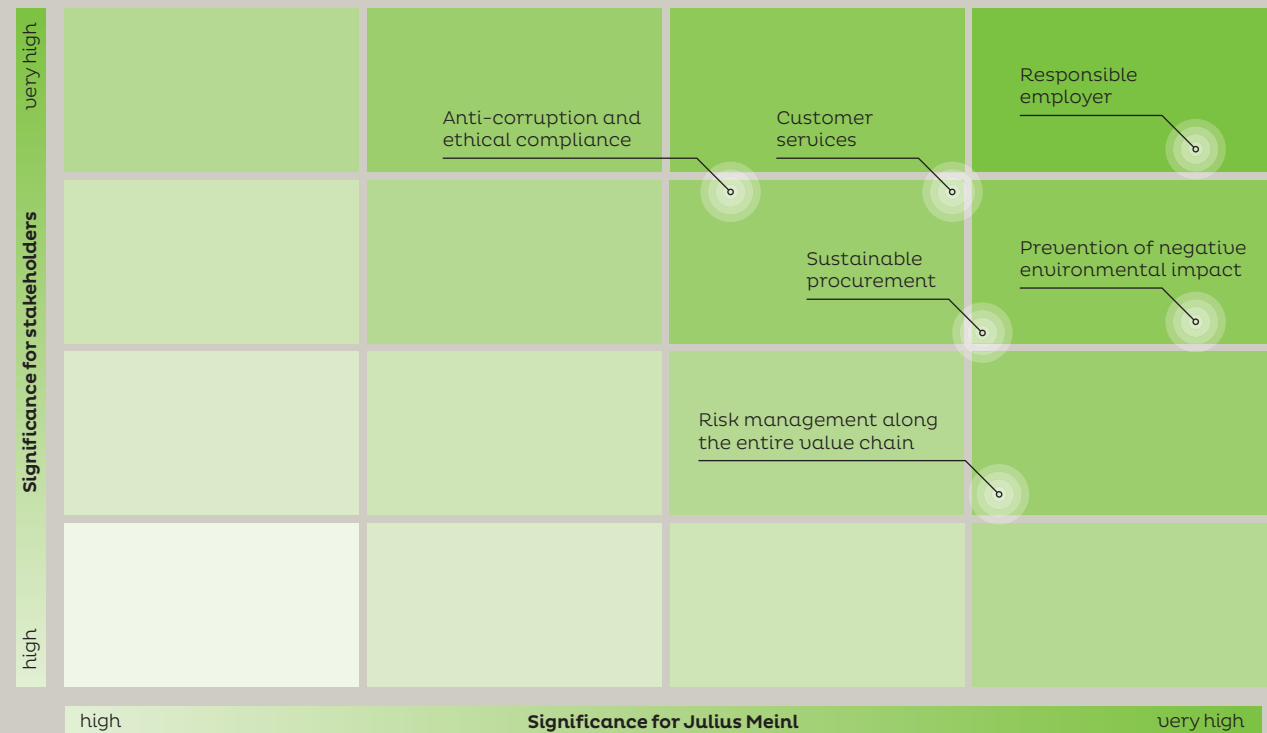 very high
Significance for stakeholders
high
Responsible
employer
Anti-corruption and
ethical compliance
Customer
services
Sustainable
procurement
Prevention of negative
environmental impact
Risk management along
the entire value chain
high
Significance for Julius Meinl
very high